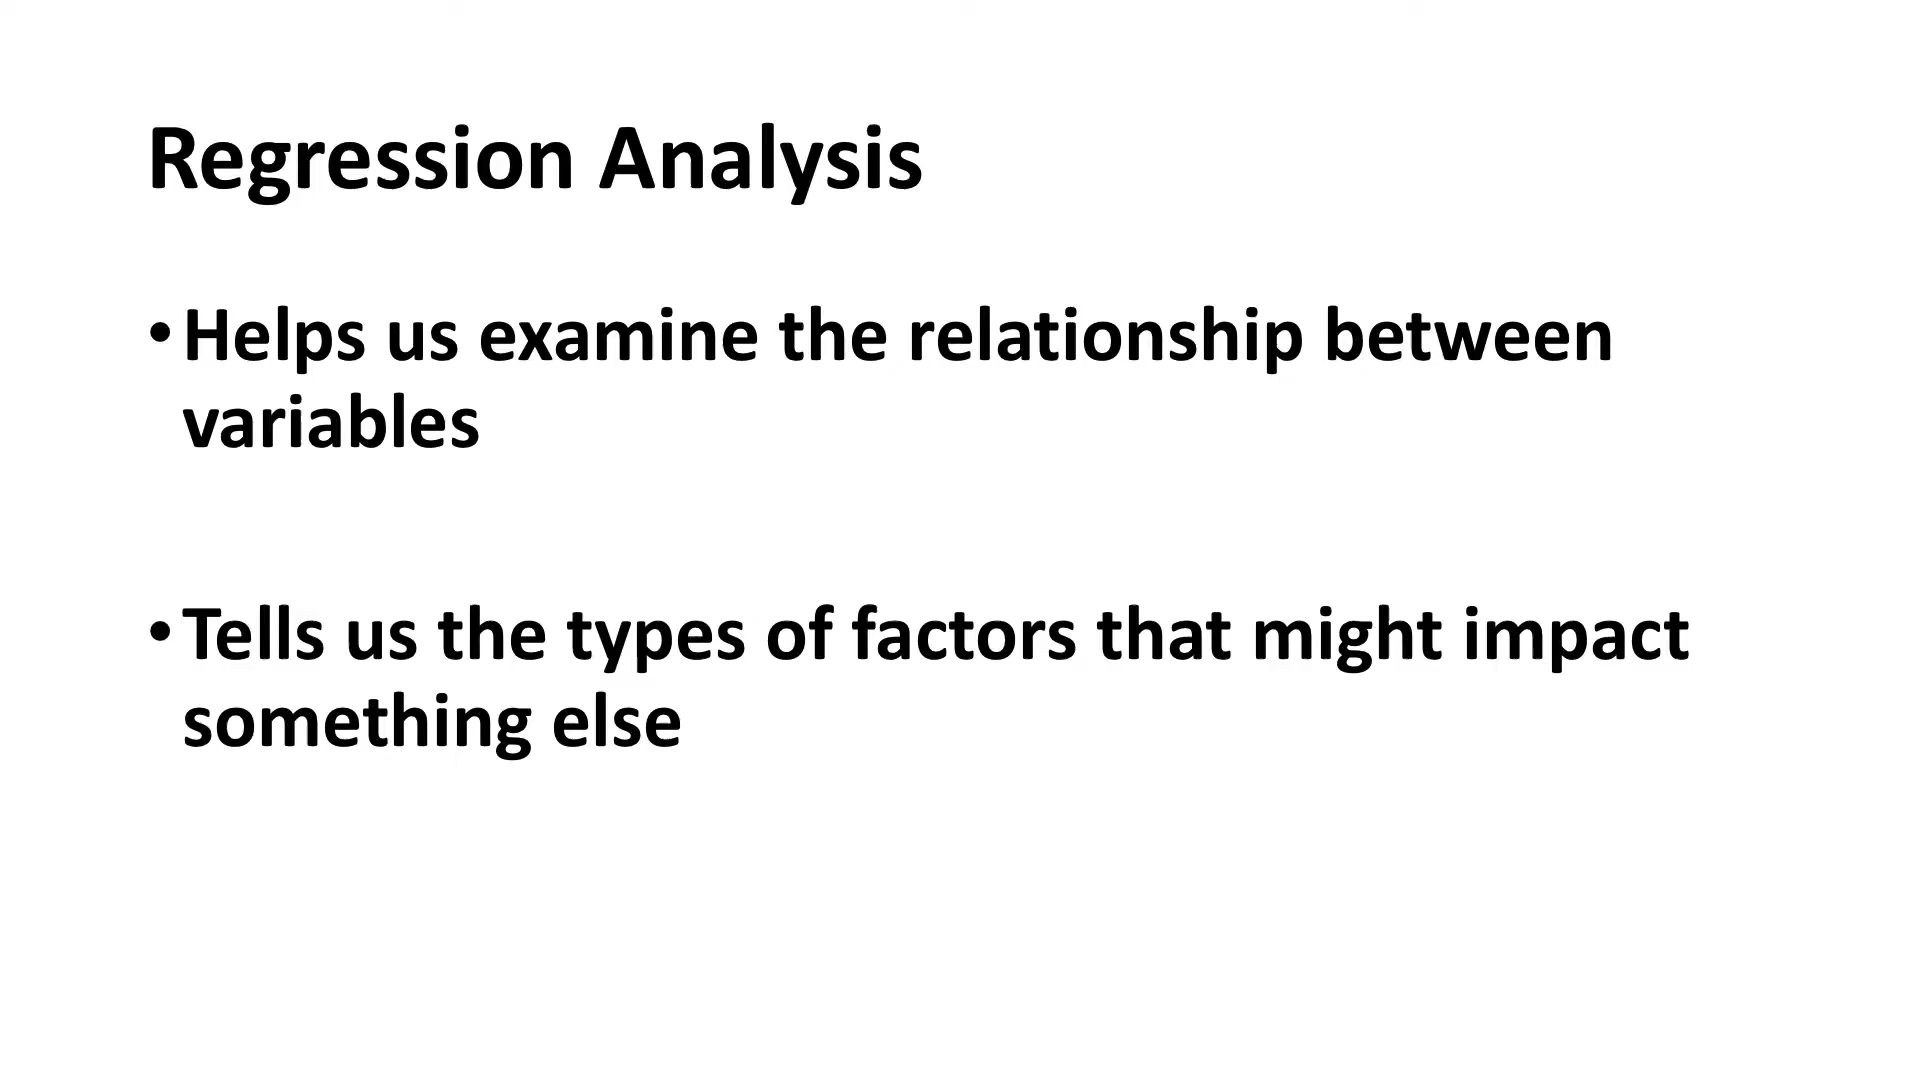 Regression Analysis
•Helps us examine the relationship between
variables
•Tells us the types of factors that might impact
something else